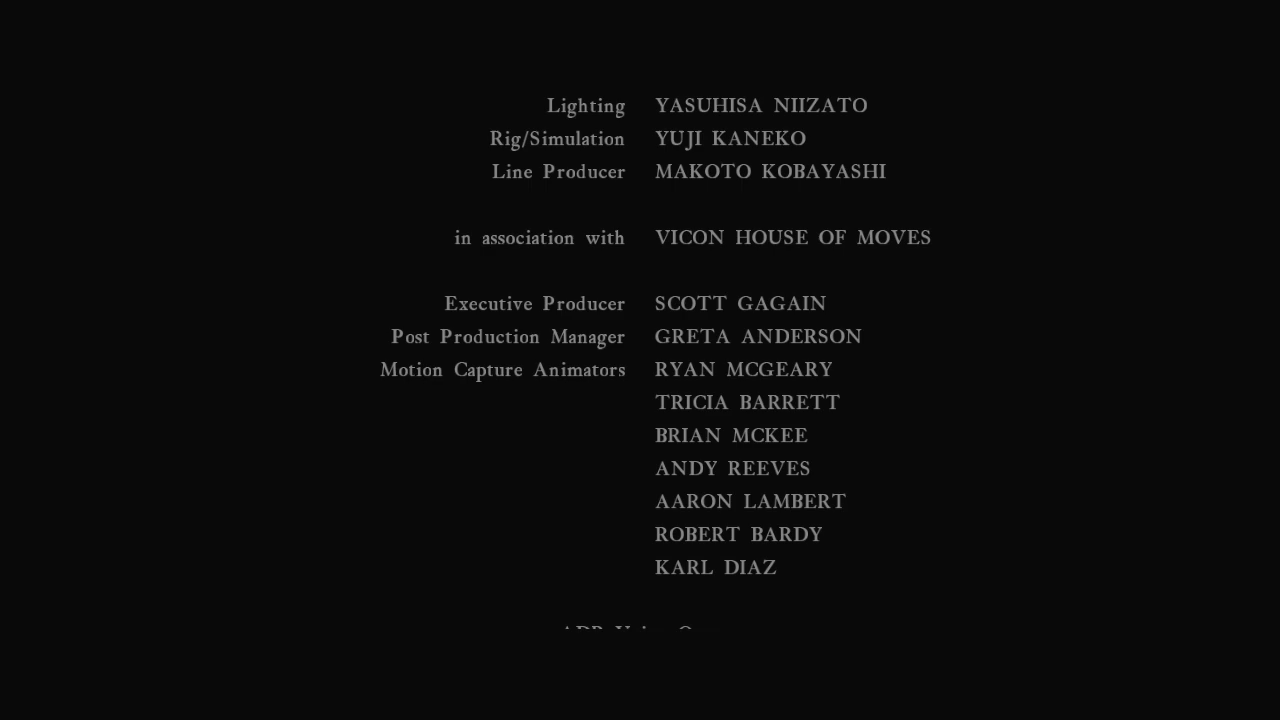 Lighting YASUHISA NIIZATO
Rig/Simulation YUJI KANEKO
Line Producer MAKOTO KOBAYASHI
in association with VICON HOUSE OF MOVES
Executive Producer SCOTT GAGAIN
Post Production Manager GRETA ANDERSON
Motion Capture Animators RYAN MCGEARY
TRICIA BARRETT
BRIAN MCKEE
ANDY REEVES
AARON LAMBERT
ROBERT BARDY
KARL DIAZ